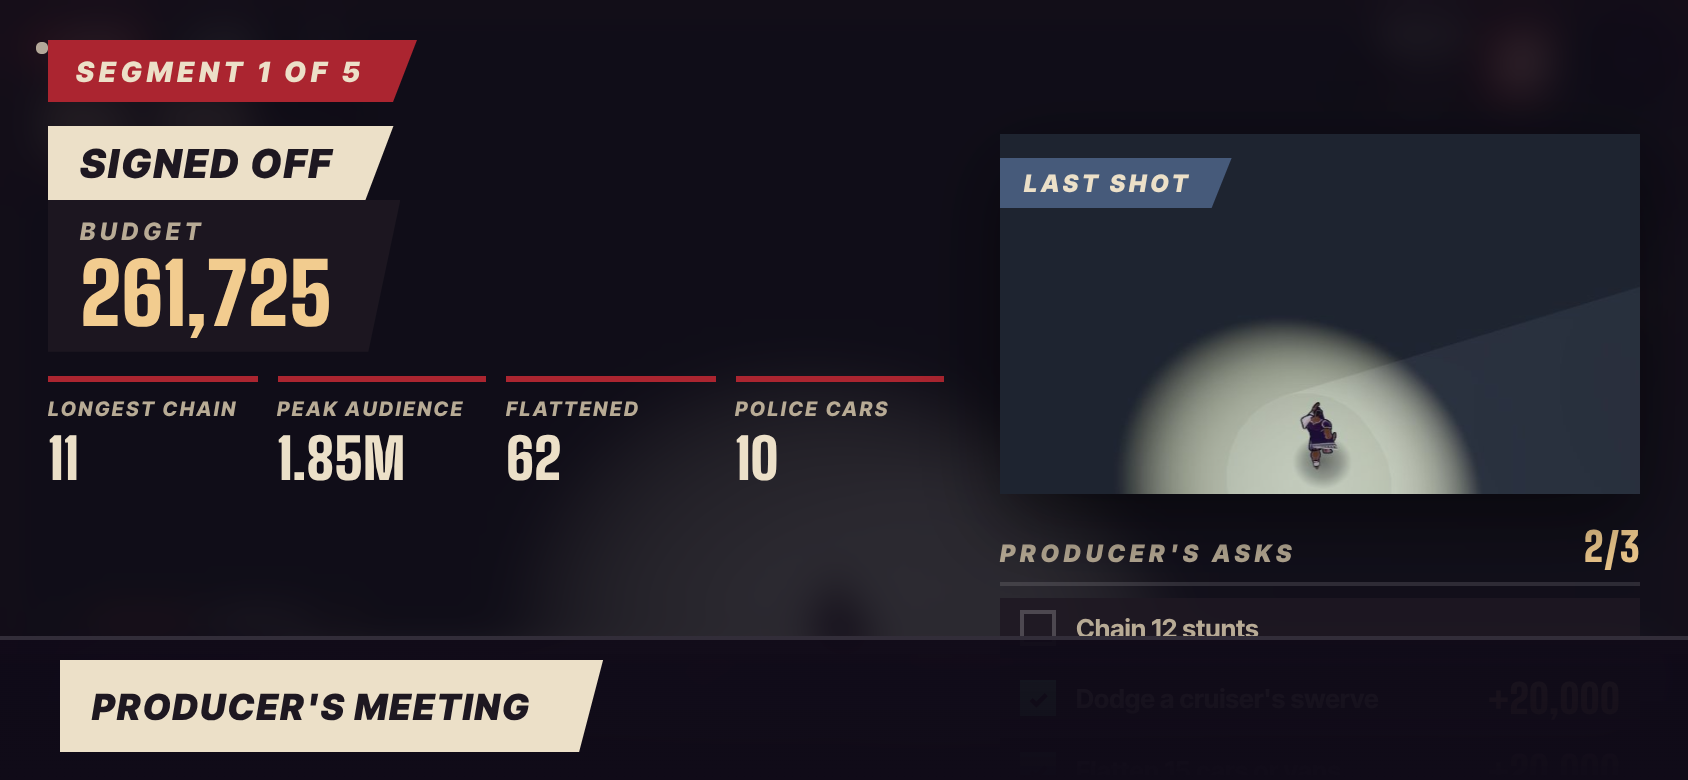 SEGMENT 1 OF 5
SIGNED OFF
BUDGET
261,725
LONGEST CHAIN
11
PEAK AUDIENCE
1.85M
FLATTENED
62
POLICE CARS
10
LAST SHOT
PRODUCER'S ASKS
2/3
Chain 12 stunts
Dodge a cruiser's swerve
+20,000
PRODUCER'S MEETING